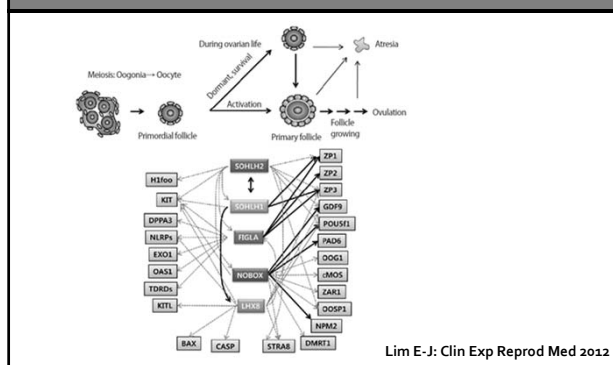 During ovarian life
Atresia
Meiosis: Oogonia→ Oocyte
Dormant, survival
Activation
Ovulation
Follicle
growing
Primordial follicle
Primary follicle
SOHLH2
SOHLH1
FIGLA
NOBOX
LHX8
H1foo
KIT
DPPA3
NLRPs
EXO1
OAS1
TDRDs
KITL
BAX
CASP
STRA8
DMRT1
ZP1
ZP2
ZP3
GDF9
POU5f1
PAD6
OOG1
cMOS
ZAR1
OOSP1
NPM2
Lim E-J: Clin Exp Reprod Med 2012